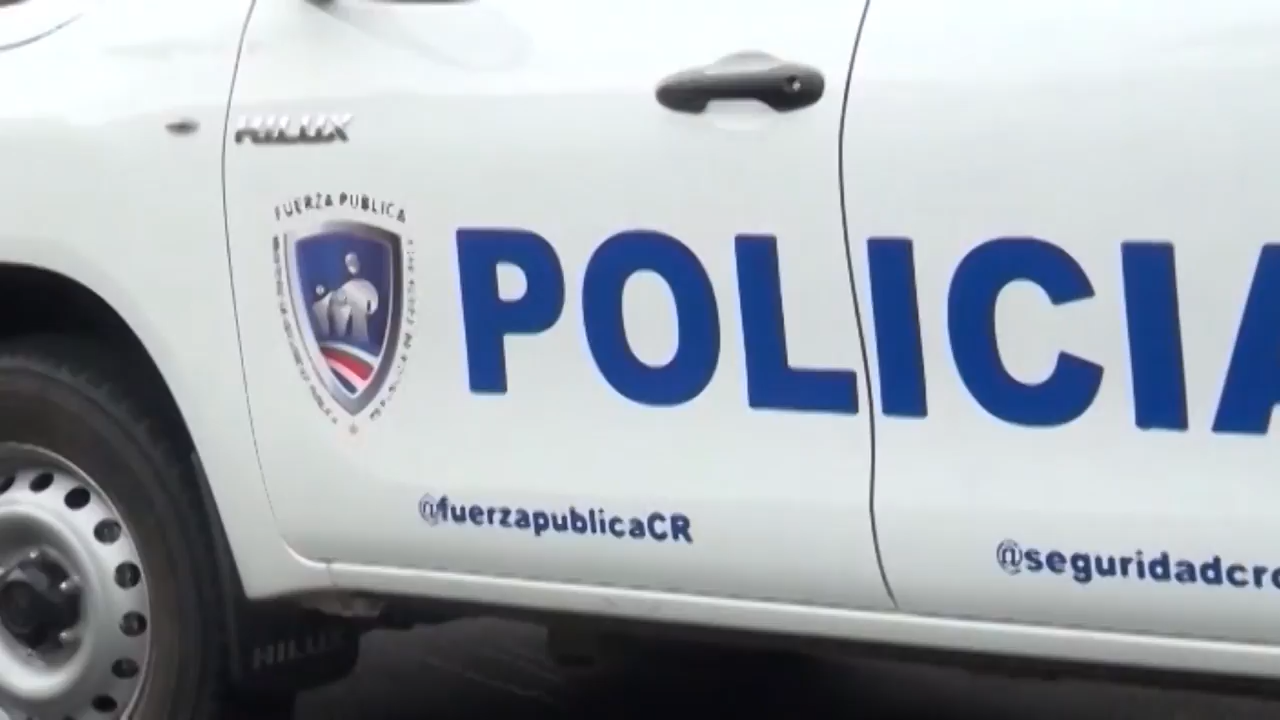 HILUX
FUERZA PUBLICA
POLICIA
@fuerzapublicaCR
@seguridadcr
HILUX